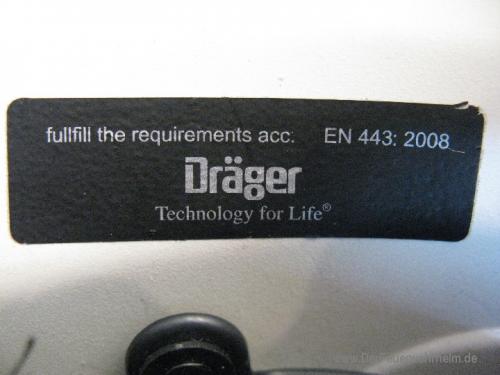 fullfill the requirements acc: EN 443: 2008
Dräger
Technology for Life®